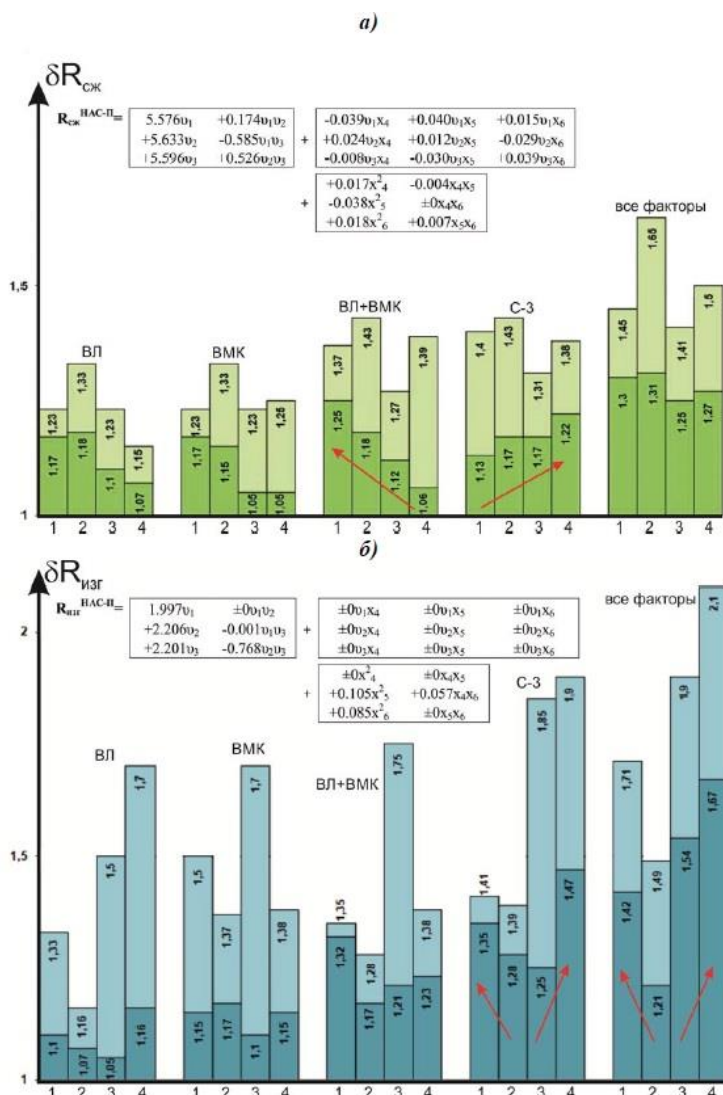 а)
δRсж
Rсж^НАС-П=
5.576υ₁ +0.174υ₁υ₂
+5.633υ₂ -0.585υ₁υ₃
+5.596υ₃ +0.526υ₂υ₃
+
-0.039υ₁x₄ +0.040υ₁x₅ +0.015υ₁x₆
+0.024υ₂x₄ +0.012υ₂x₅ -0.029υ₂x₆
-0.008υ₃x₄ -0.030υ₃x₅ +0.039υ₃x₆
+
+0.017x²₄ -0.004x₄x₅
-0.038x²₅ ±0x₄x₆
+0.018x²₆ +0.007x₅x₆
все факторы
1,5
ВЛ
ВМК
ВЛ+ВМК
С-3
1,23 1,33 1,23 1,15
1,17 1,18 1,1 1,07
1,23 1,33 1,23 1,25
1,17 1,15 1,05 1,05
1,37 1,43 1,27 1,39
1,25 1,18 1,12 1,06
1,4 1,43 1,31 1,38
1,13 1,17 1,17 1,22
1,45 1,65 1,41 1,5
1,3 1,31 1,25 1,27
1
1 2 3 4 1 2 3 4 1 2 3 4 1 2 3 4 1 2 3 4
б)
δRизг
Rизг^НАС-П=
1.997υ₁ ±0υ₁υ₂
+2.206υ₂ -0.001υ₁υ₃
+2.201υ₃ -0.768υ₂υ₃
+
±0υ₁x₄ ±0υ₁x₅ ±0υ₁x₆
±0υ₂x₄ ±0υ₂x₅ ±0υ₂x₆
±0υ₃x₄ ±0υ₃x₅ ±0υ₃x₆
+
±0x²₄ ±0x₄x₅
+0.105x²₅ +0.057x₄x₆
+0.085x²₆ ±0x₅x₆
все факторы
2
С-3
ВЛ
ВМК
ВЛ+ВМК
1,5
1,33 1,16 1,5 1,7
1,1 1,07 1,05 1,16
1,5 1,37 1,7 1,38
1,15 1,17 1,1 1,15
1,35 1,28 1,75 1,38
1,32 1,17 1,21 1,23
1,41 1,39 1,85 1,9
1,35 1,28 1,25 1,47
1,71 1,49 1,9 2,1
1,42 1,21 1,54 1,67
1
1 2 3 4 1 2 3 4 1 2 3 4 1 2 3 4 1 2 3 4